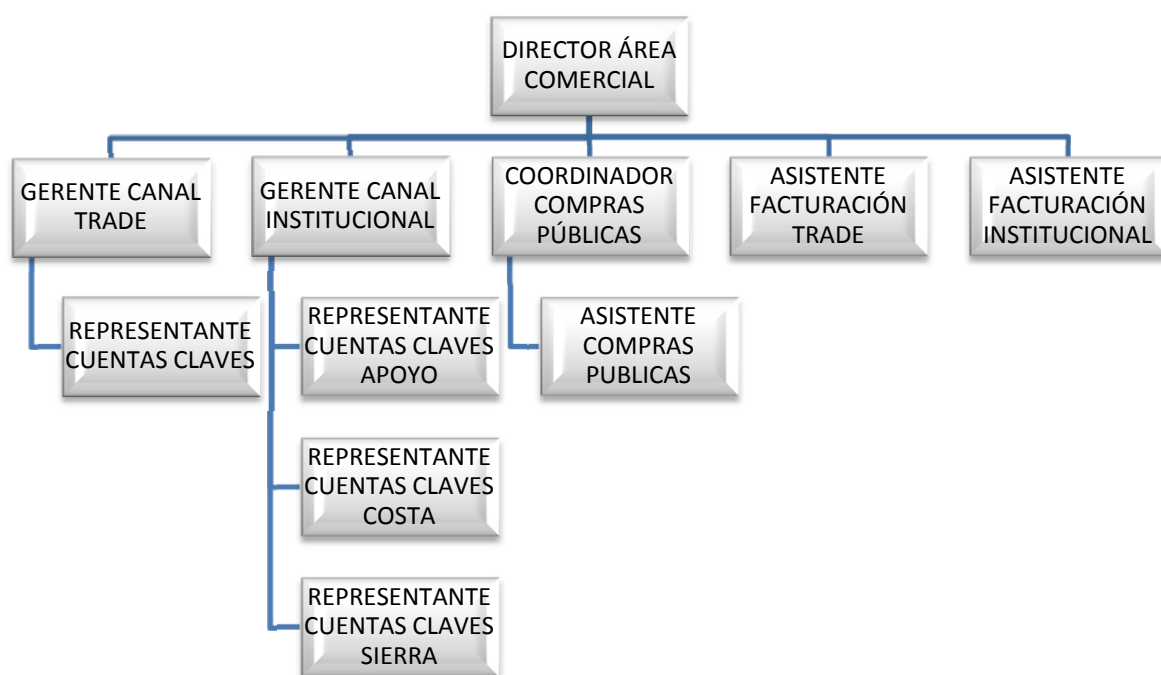 DIRECTOR ÁREA
COMERCIAL
GERENTE CANAL
TRADE
GERENTE CANAL
INSTITUCIONAL
COORDINADOR
COMPRAS
PÚBLICAS
ASISTENTE
FACTURACIÓN
TRADE
ASISTENTE
FACTURACIÓN
INSTITUCIONAL
REPRESENTANTE
CUENTAS CLAVES
REPRESENTANTE
CUENTAS CLAVES
APOYO
ASISTENTE
COMPRAS
PUBLICAS
REPRESENTANTE
CUENTAS CLAVES
COSTA
REPRESENTANTE
CUENTAS CLAVES
SIERRA